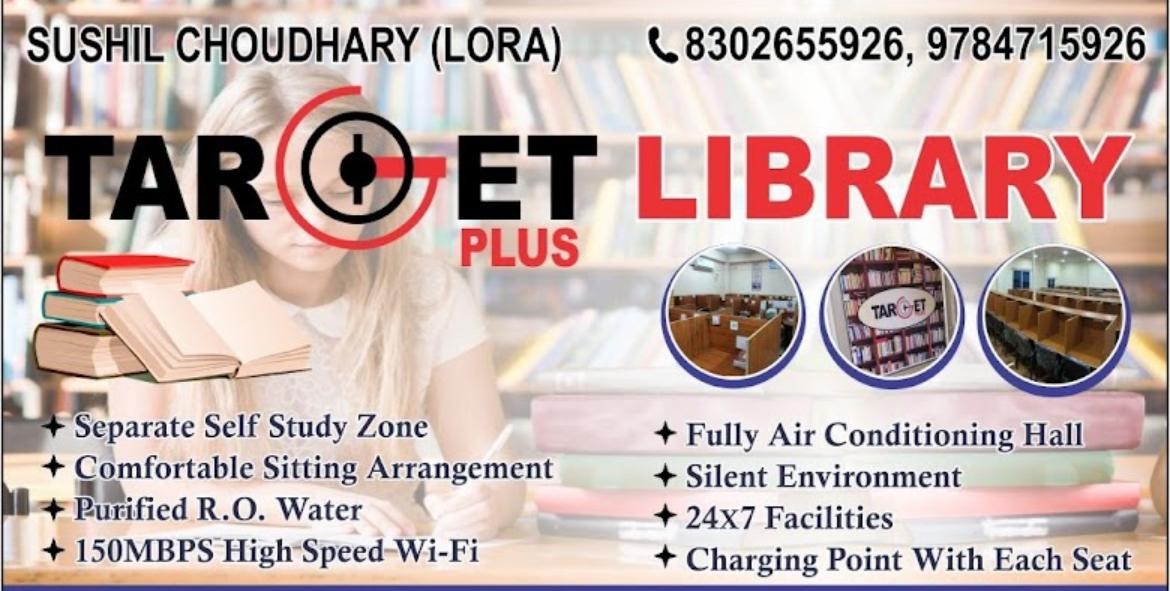 SUSHIL CHOUDHARY (LORA)
8302655926, 9784715926
TARGET LIBRARY
PLUS
TARGET
Separate Self Study Zone
Comfortable Sitting Arrangement
Purified R.O. Water
150MBPS High Speed Wi-Fi
Fully Air Conditioning Hall
Silent Environment
24x7 Facilities
Charging Point With Each Seat